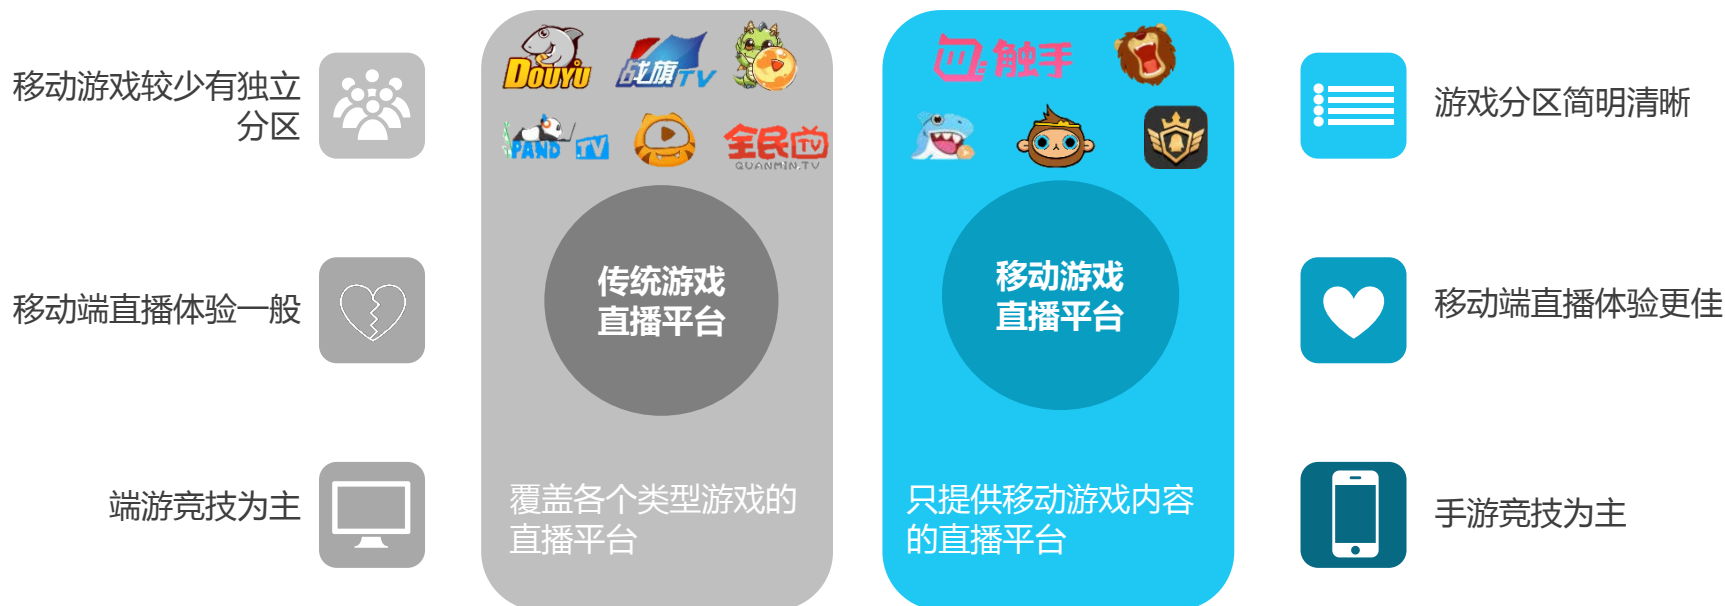 移动游戏较少有独立
分区
移动端直播体验一般
端游竞技为主
DOUYU
战旗TV
PAND TV
全民TV
QUANMIN.TV
传统游戏
直播平台
覆盖各个类型游戏的
直播平台
触手
移动游戏
直播平台
只提供移动游戏内容
的直播平台
游戏分区简明清晰
移动端直播体验更佳
手游竞技为主